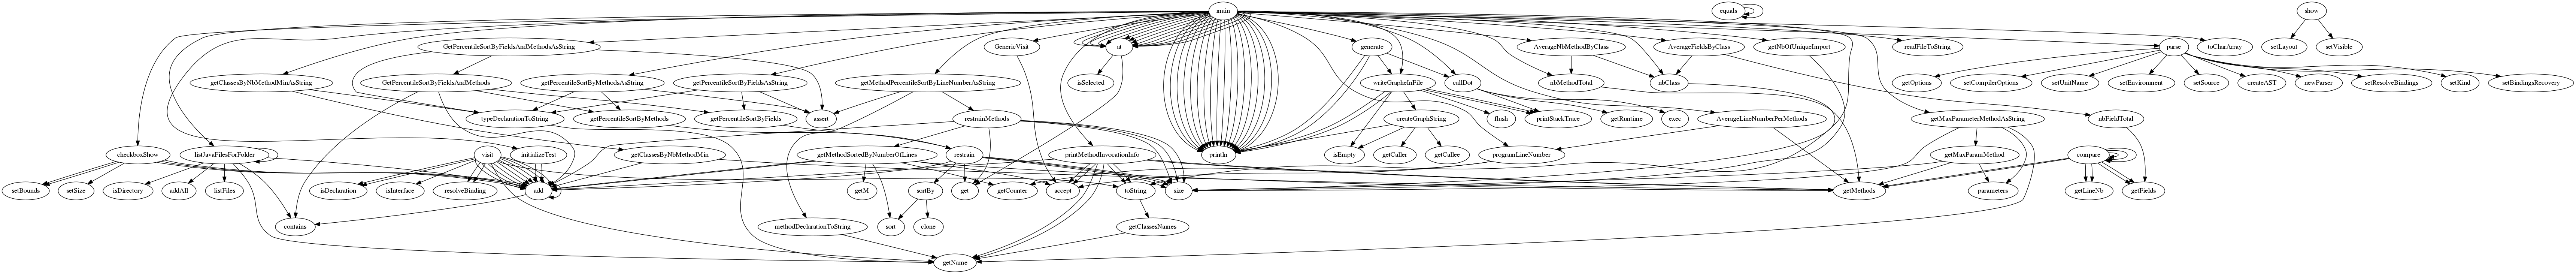 main
equals
show
GetPercentileSortByFieldsAndMethodsAsString
at
GenericVisit
generate
AverageNbMethodByClass
AverageFieldsByClass
getNbOfUniqueImport
readFileToString
parse
toCharArray
setLayout
setVisible
getClassesByNbMethodMinAsString
GetPercentileSortByFieldsAndMethods
getPercentileSortByMethodsAsString
getPercentileSortByFieldsAsString
getMethodPercentileSortByLineNumberAsString
isSelected
writeGrapheInFile
callDot
nbMethodTotal
nbClass
getOptions
setCompilerOptions
setUnitName
setEnvironment
setSource
createAST
newParser
setResolveBindings
setKind
setBindingsRecovery
typeDeclarationToString
getPercentileSortByMethods
getPercentileSortByFields
assert
restrainMethods
createGraphString
flush
printStackTrace
getRuntime
exec
AverageLineNumberPerMethods
getMaxParameterMethodAsString
nbFieldTotal
checkboxShow
listJavaFilesForFolder
visit
initializeTest
getClassesByNbMethodMin
getMethodSortedByNumberOfLines
restrain
printMethodInvocationInfo
println
isEmpty
getCaller
getCallee
programLineNumber
getMaxParamMethod
compare
setBounds
setSize
isDirectory
addAll
listFiles
isDeclaration
isInterface
resolveBinding
add
getM
sortBy
get
getCounter
accept
toString
size
getMethods
parameters
getLineNb
getFields
contains
methodDeclarationToString
sort
clone
getClassesNames
getName